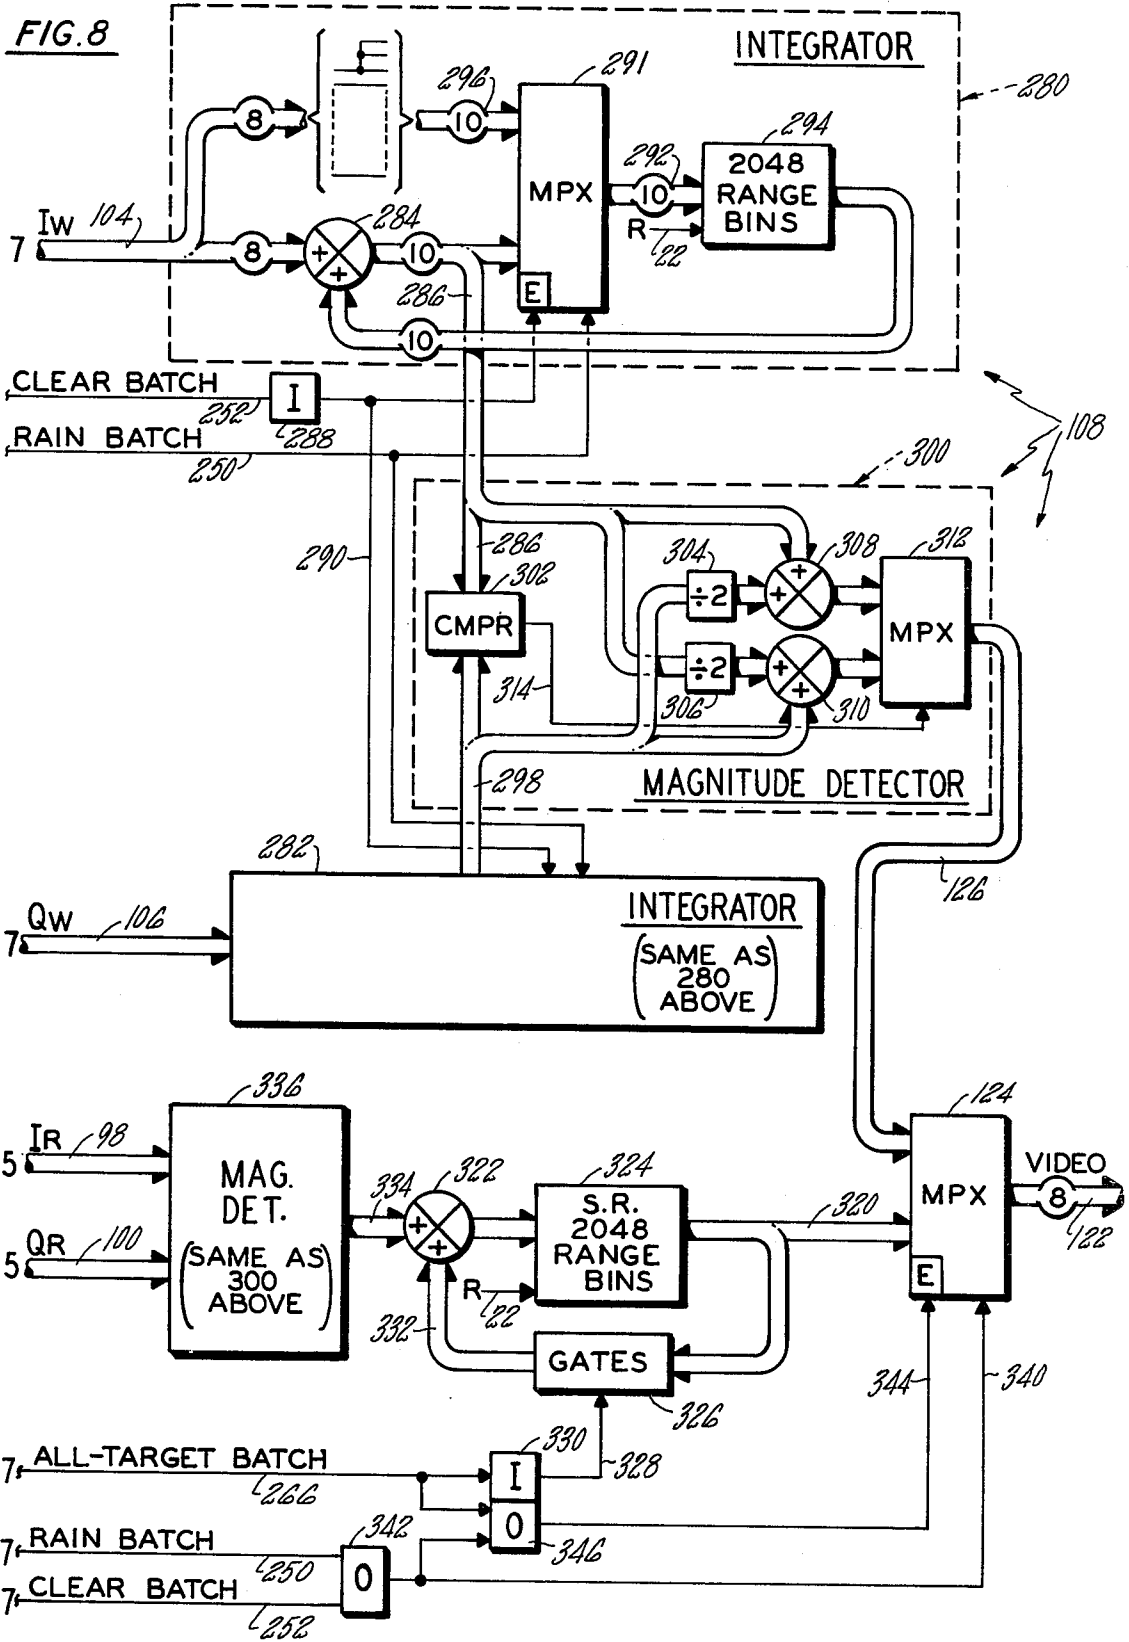 FIG. 8
INTEGRATOR
280
8
296
10
291
MPX
E
292
10
294
2048
RANGE
BINS
R
22
7
IW
104
8
284
+
+
10
286
10
CLEAR BATCH
252
I
288
RAIN BATCH
250
108
300
290
286
302
CMPR
314
304
÷2
308
+
+
312
MPX
÷2
306
+
+
310
298
MAGNITUDE DETECTOR
126
282
7
QW
106
INTEGRATOR
(SAME AS
280
ABOVE)
336
5
IR
98
5
QR
100
MAG.
DET.
(SAME AS
300
ABOVE)
334
322
+
+
324
S.R.
2048
RANGE
BINS
R
22
332
320
GATES
326
124
MPX
E
VIDEO
8
122
344
340
7
ALL-TARGET BATCH
266
330
I
328
O
346
7
RAIN BATCH
250
342
O
7
CLEAR BATCH
252